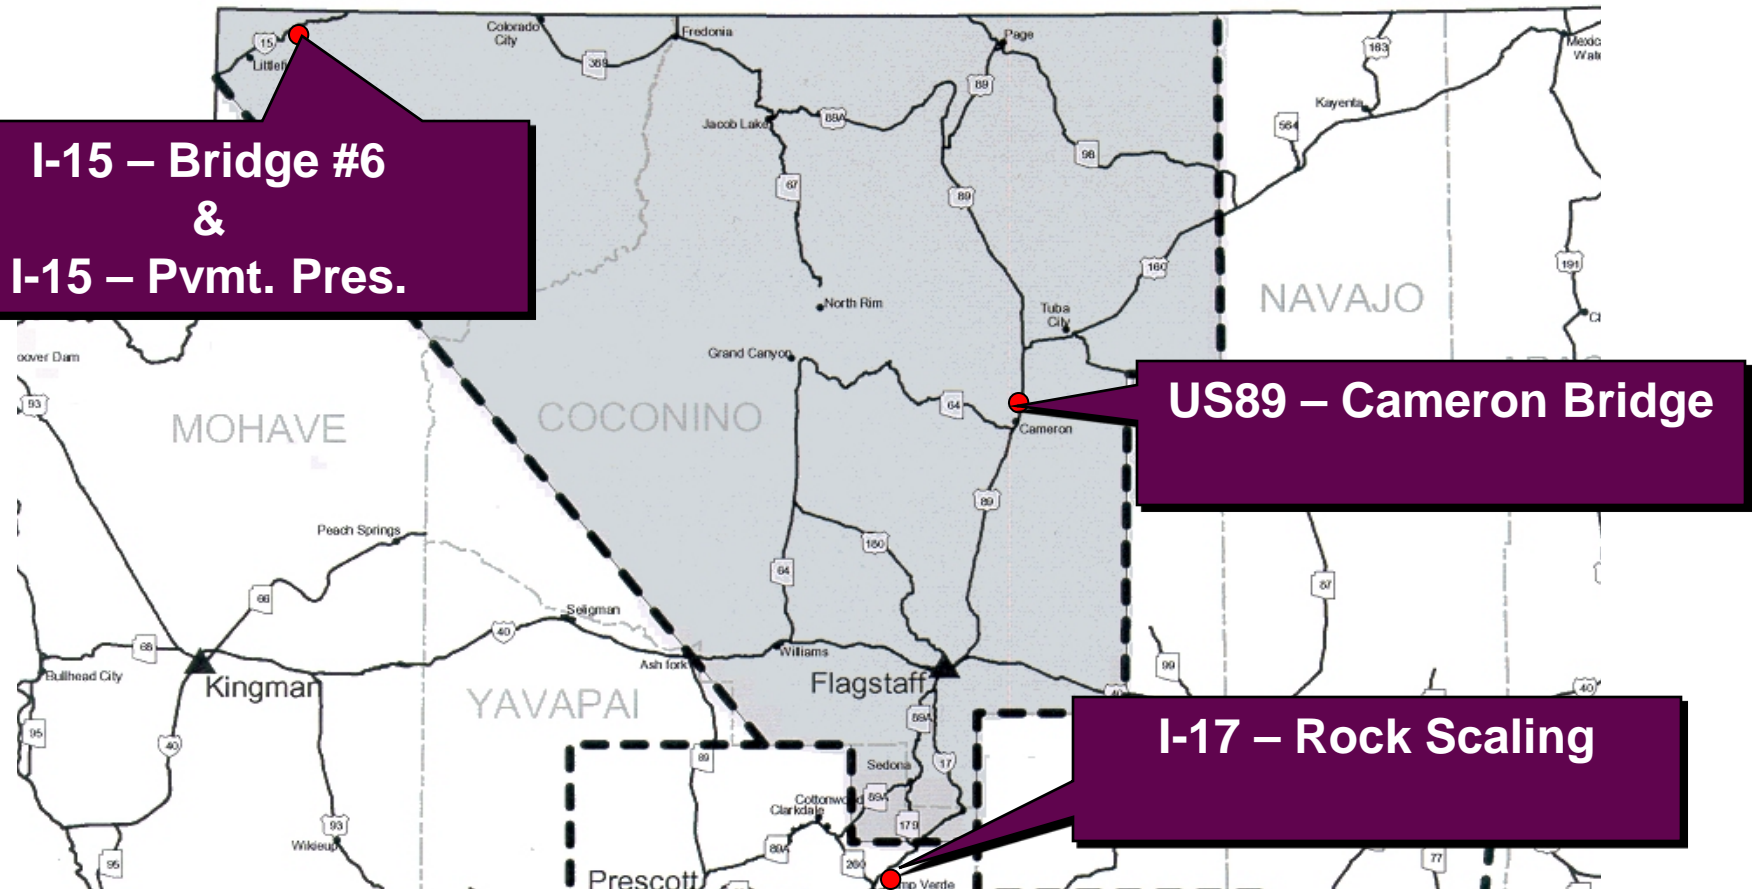 15
Colorado
City
Fredonia
Page
163
389
89
Jacob Lake
89A
Kayenta
564
98
I-15 – Bridge #6
&
I-15 – Pvmt. Pres.
67
89
160
191
NAVAJO
North Rim
Tuba
City
Grand Canyon
93
64
US89 – Cameron Bridge
MOHAVE
COCONINO
Cameron
89
Peach Springs
180
64
66
87
Seligman
40
68
Williams
99
Ash fork
Bullhead City
Kingman
Flagstaff
40
40
YAVAPAI
89A
I-17 – Rock Scaling
95
40
89
Sedona
17
Cottonwood
89A
Clarkdale
179
93
Wikieup
89A
260
95
77
Prescott